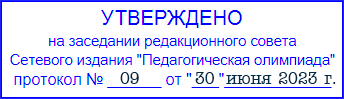 УТВЕРЖДЕНО
на заседании редакционного совета
Сетевого издания "Педагогическая олимпиада"
протокол № 09 от "30" июня 2023 г.